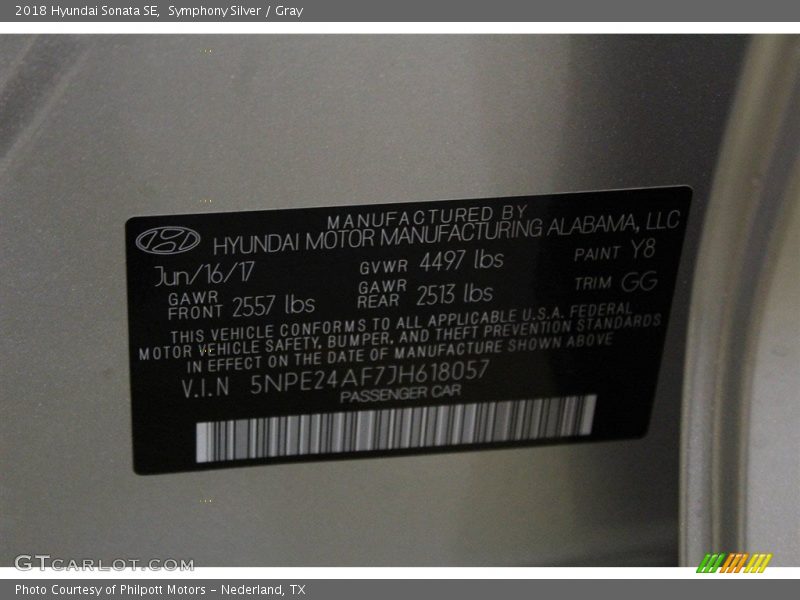 2018 Hyundai Sonata SE, Symphony Silver / Gray
MANUFACTURED BY
HYUNDAI MOTOR MANUFACTURING ALABAMA, LLC
Jun/16/17 GVWR 4497 lbs PAINT Y8
GAWR FRONT 2557 lbs GAWR REAR 2513 lbs TRIM GG
THIS VEHICLE CONFORMS TO ALL APPLICABLE U.S.A. FEDERAL
MOTOR VEHICLE SAFETY, BUMPER, AND THEFT PREVENTION STANDARDS
IN EFFECT ON THE DATE OF MANUFACTURE SHOWN ABOVE
V.I.N 5NPE24AF7JH618057
PASSENGER CAR
GTCARLOT.COM
Photo Courtesy of Philpott Motors - Nederland, TX